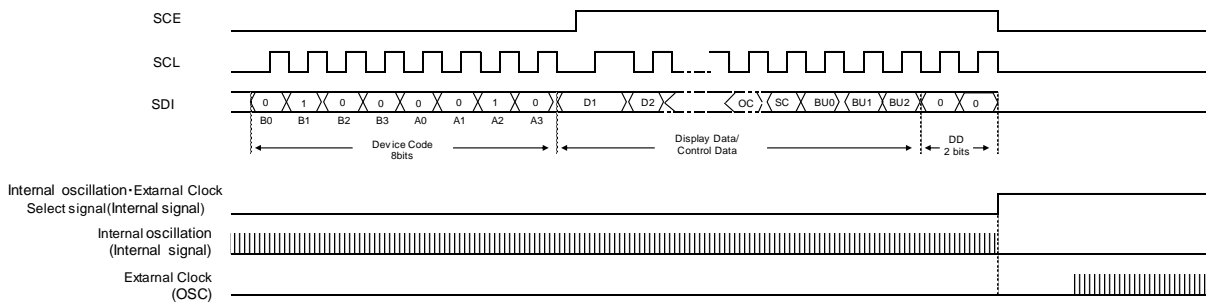 SCE
SCL
SDI
0 1 0 0 0 0 1 0 D1 D2 OC SC BU0 BU1 BU2 0 0
B0 B1 B2 B3 A0 A1 A2 A3
Device Code
8bits
Display Data/
Control Data
DD
2 bits
Internal oscillation・Extarnal Clock
Select signal(Internal signal)
Internal oscillation
(Internal signal)
Extarnal Clock
(OSC)